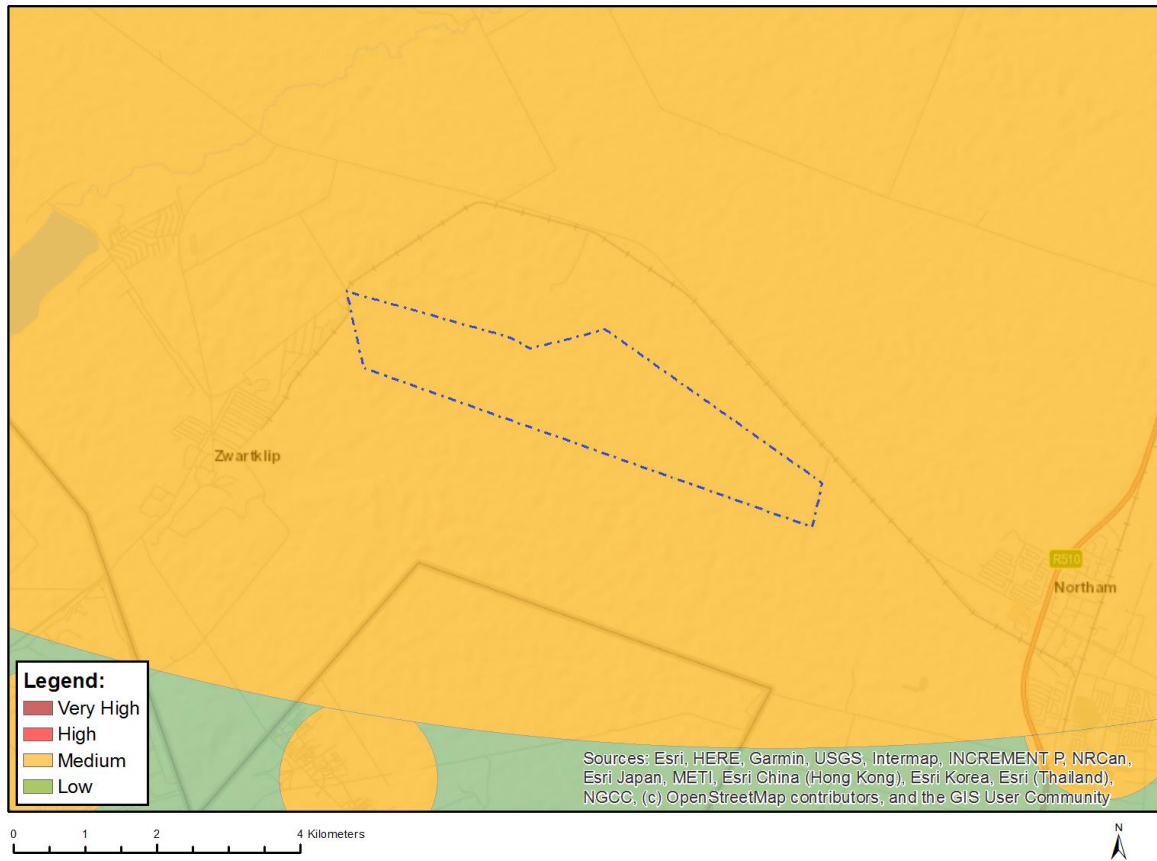 Zwartklip
R510
Northam
Legend:
Very High
High
Medium
Low
Sources: Esri, HERE, Garmin, USGS, Intermap, INCREMENT P, NRCan,
Esri Japan, METI, Esri China (Hong Kong), Esri Korea, Esri (Thailand),
NGCC, (c) OpenStreetMap contributors, and the GIS User Community
0 1 2 4 Kilometers
N